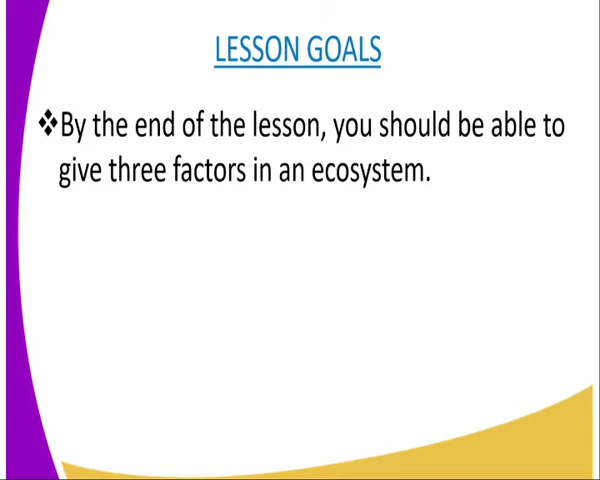 LESSON GOALS
❖By the end of the lesson, you should be able to
give three factors in an ecosystem.